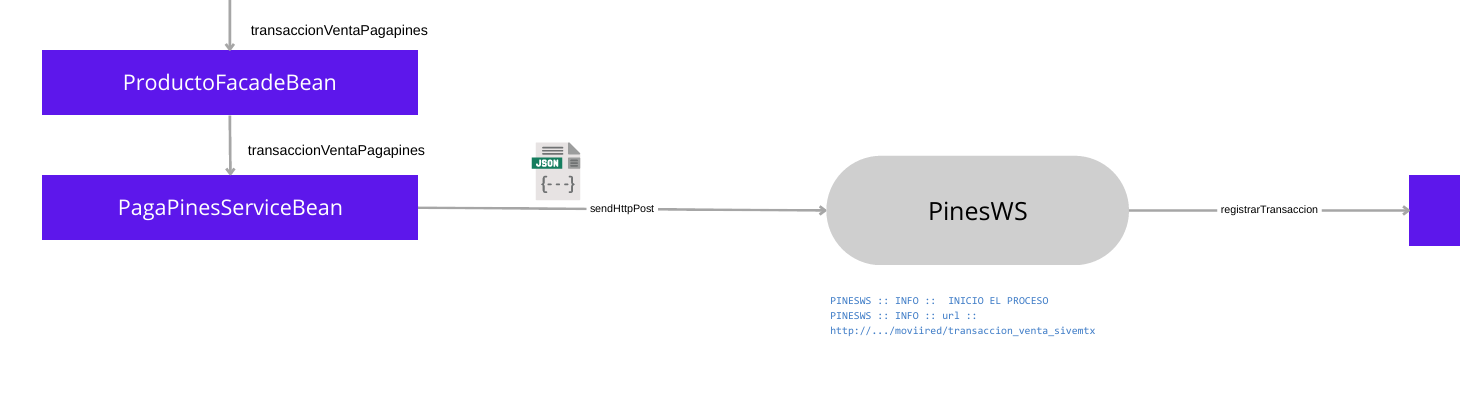 transaccionVentaPagapines
ProductoFacadeBean
transaccionVentaPagapines
JSON
{---}
PagaPinesServiceBean
sendHttpPost
PinesWS
registrarTransaccion
PINESWS :: INFO ::  INICIO EL PROCESO
PINESWS :: INFO :: url ::
http://.../moviired/transaccion_venta_sivemtx